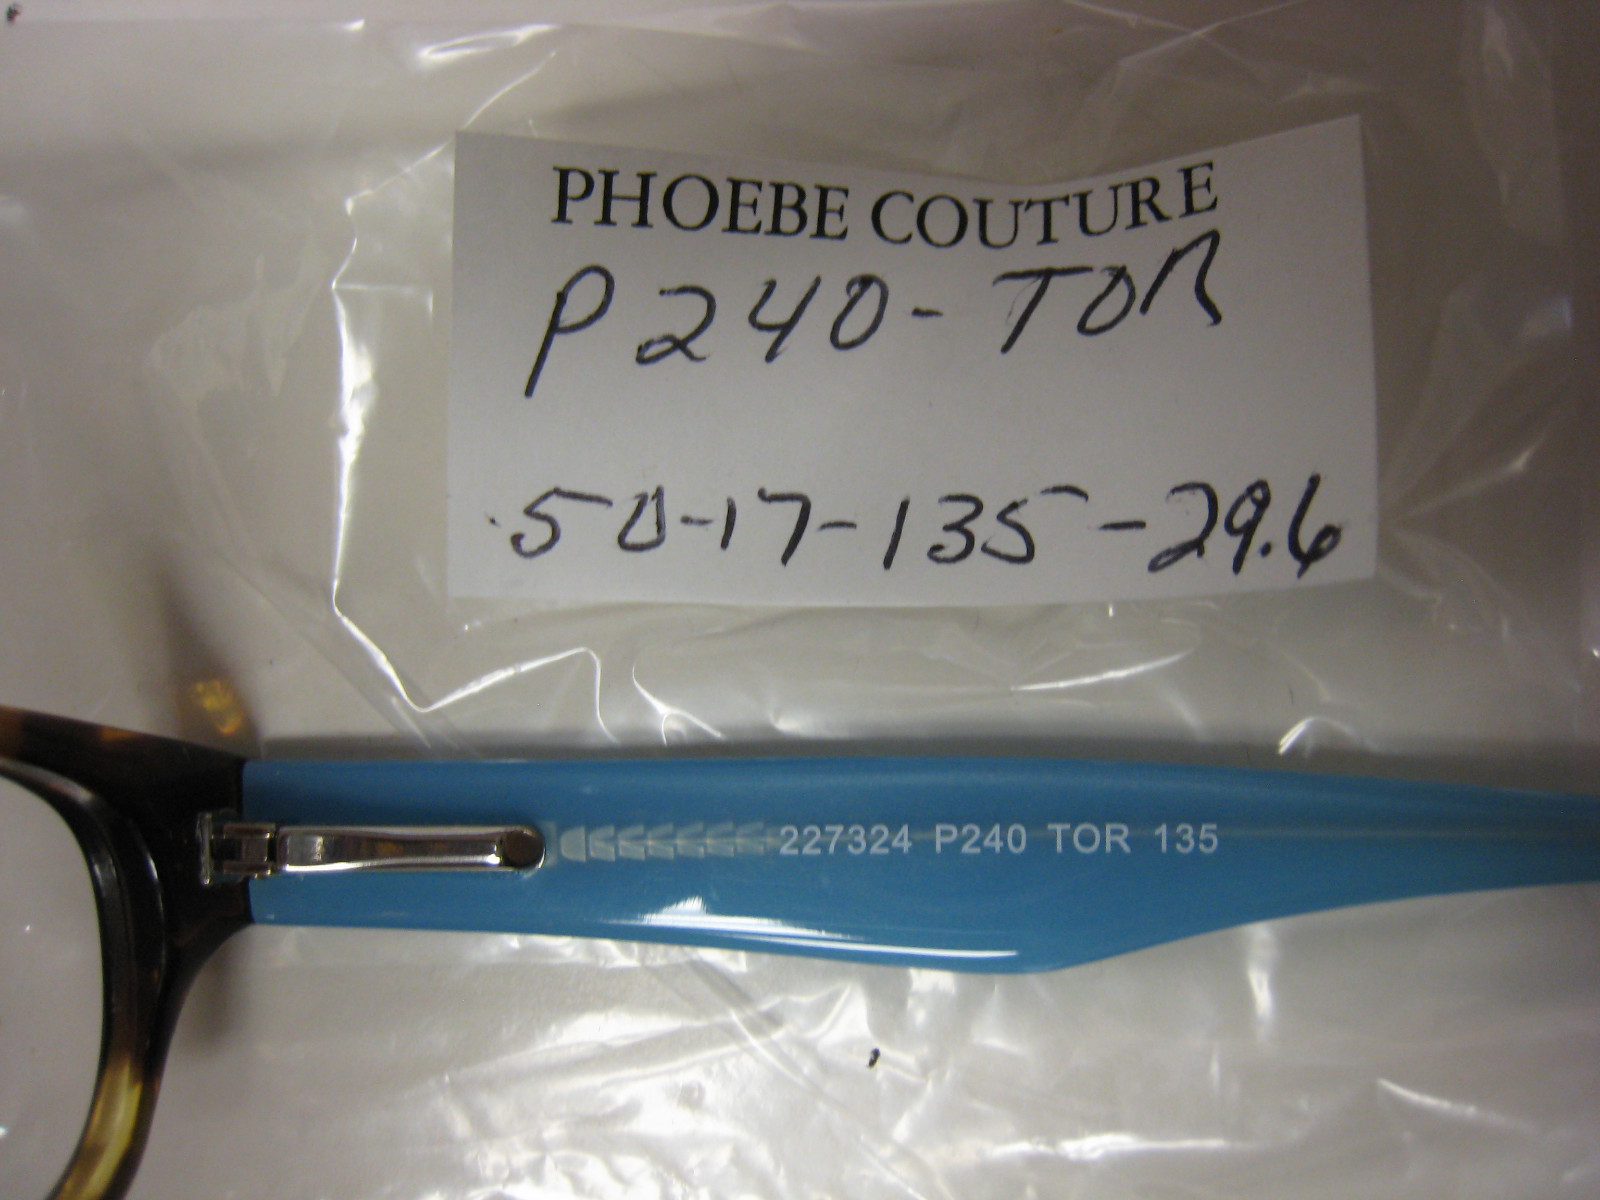 PHOEBE COUTURE
P240-TOR
50-17-135-29.6
227324 P240 TOR 135